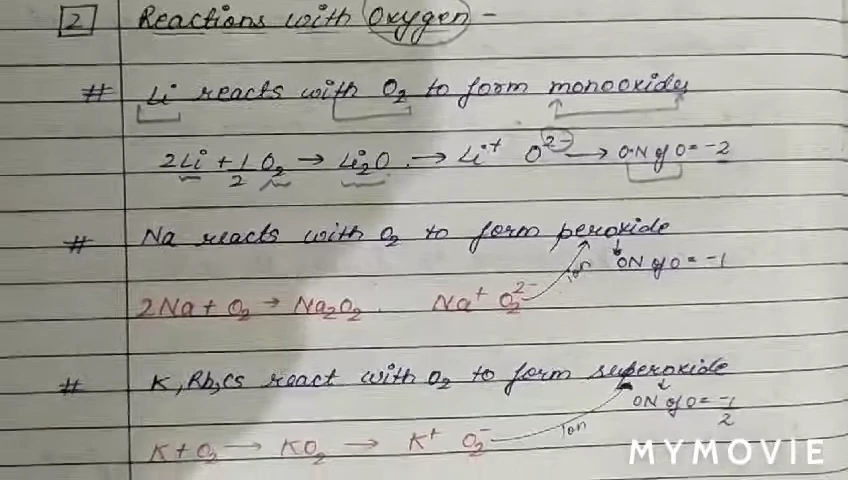 2 Reactions with Oxygen -
# Li reacts with O₂ to form monooxide
2Li + 1/2 O₂ → Li₂O → Li⁺ O²⁻ → O·N of O = -2
# Na reacts with O₂ to form peroxide
ON of O = -1
ion
2Na + O₂ → Na₂O₂. Na⁺ O₂²⁻
# K, Rb, Cs react with O₂ to form superoxide
ON of O = -1/2
K + O₂ → KO₂ → K⁺ O₂⁻ ion
MYMOVIE